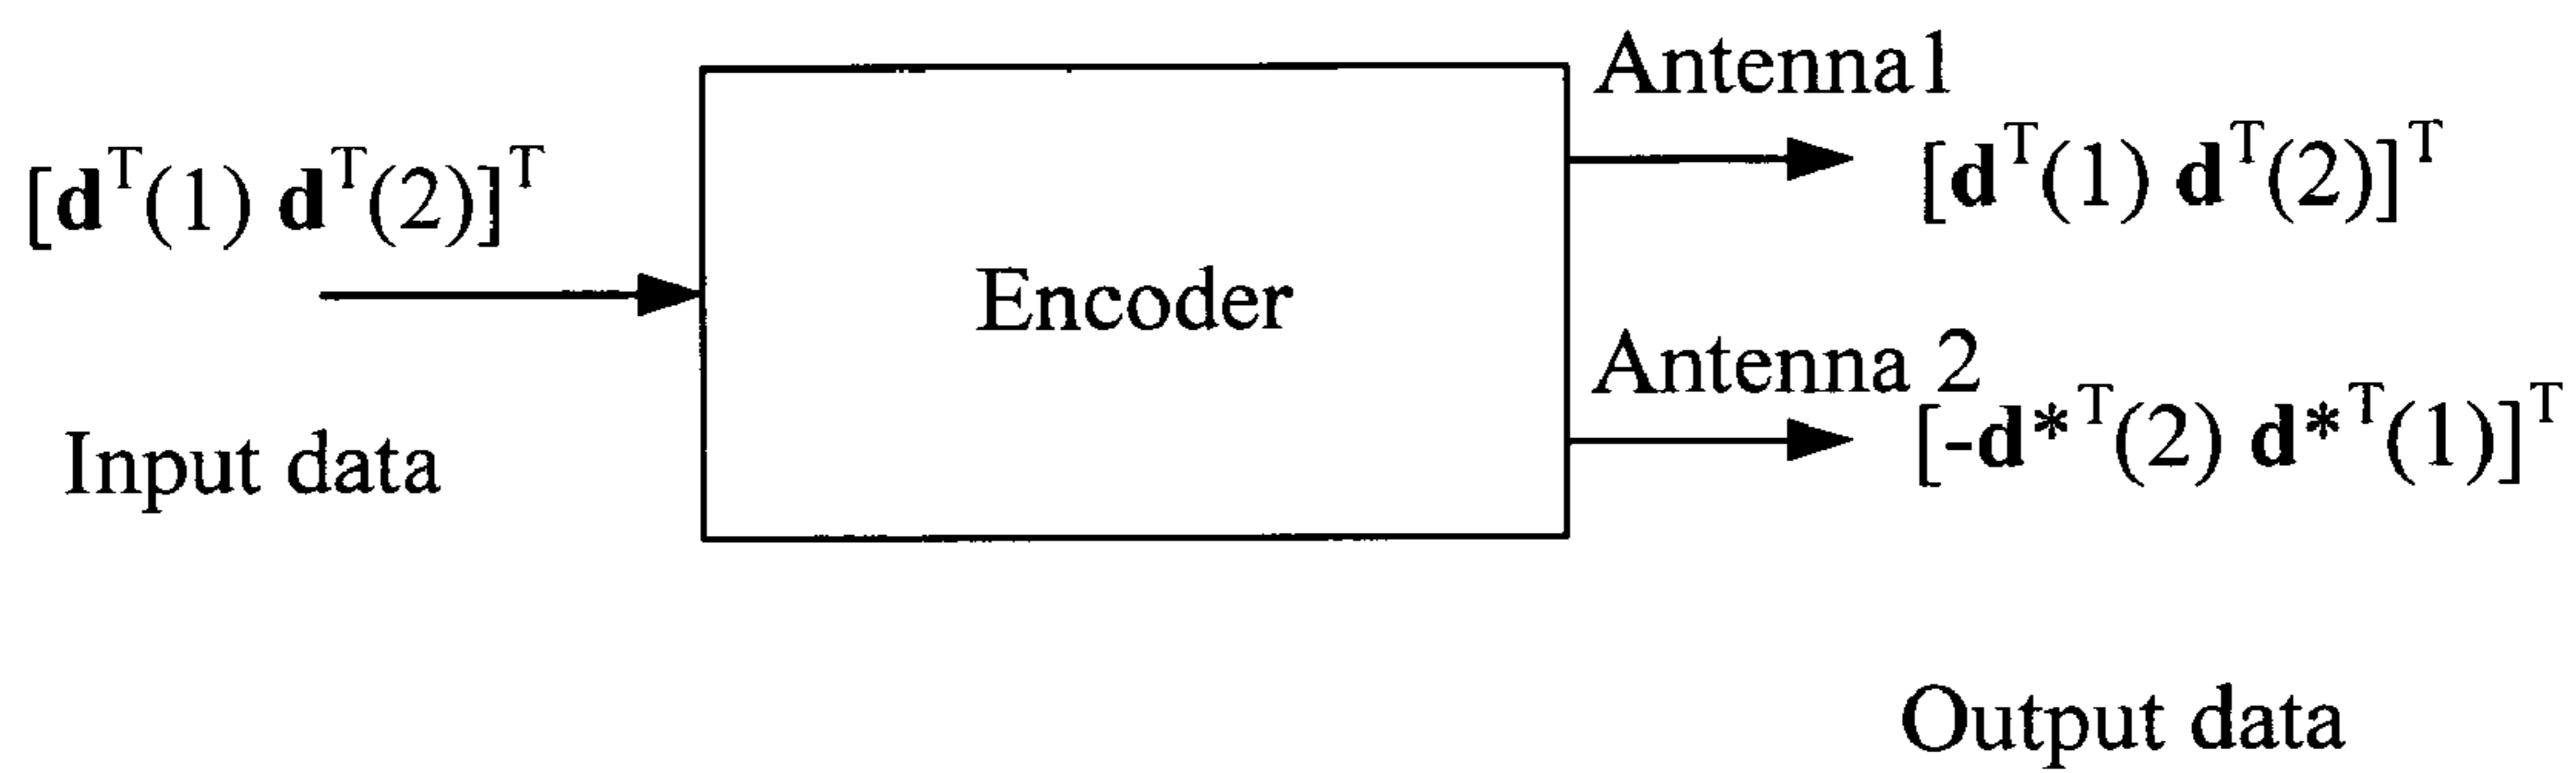 [d^T(1) d^T(2)]^T
Input data
Encoder
Antenna1
[d^T(1) d^T(2)]^T
Antenna 2
[-d*^T(2) d*^T(1)]^T
Output data